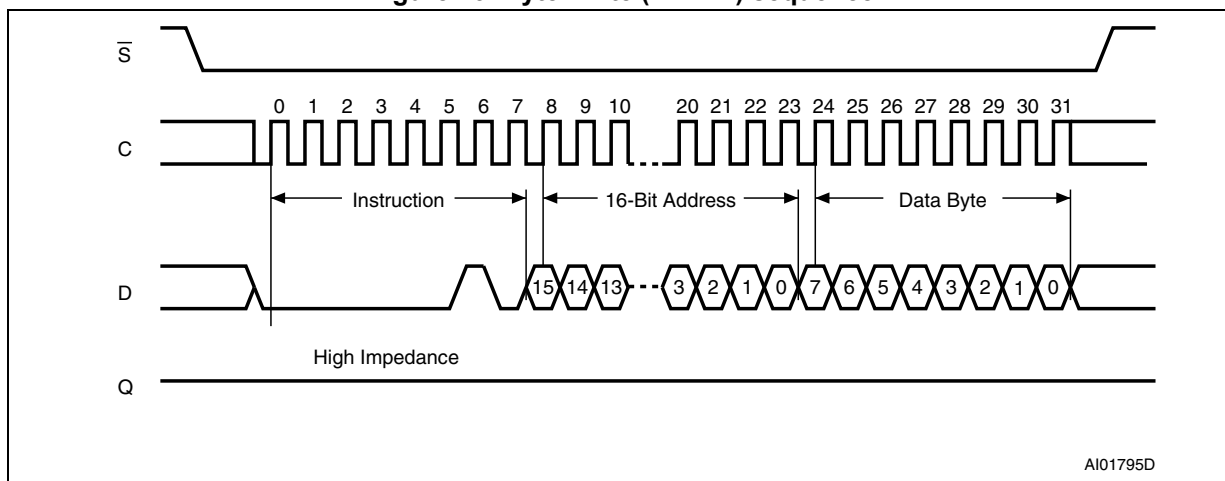 S
0 1 2 3 4 5 6 7 8 9 10 20 21 22 23 24 25 26 27 28 29 30 31
C
Instruction 16-Bit Address Data Byte
D 15 14 13 3 2 1 0 7 6 5 4 3 2 1 0
High Impedance
Q
AI01795D